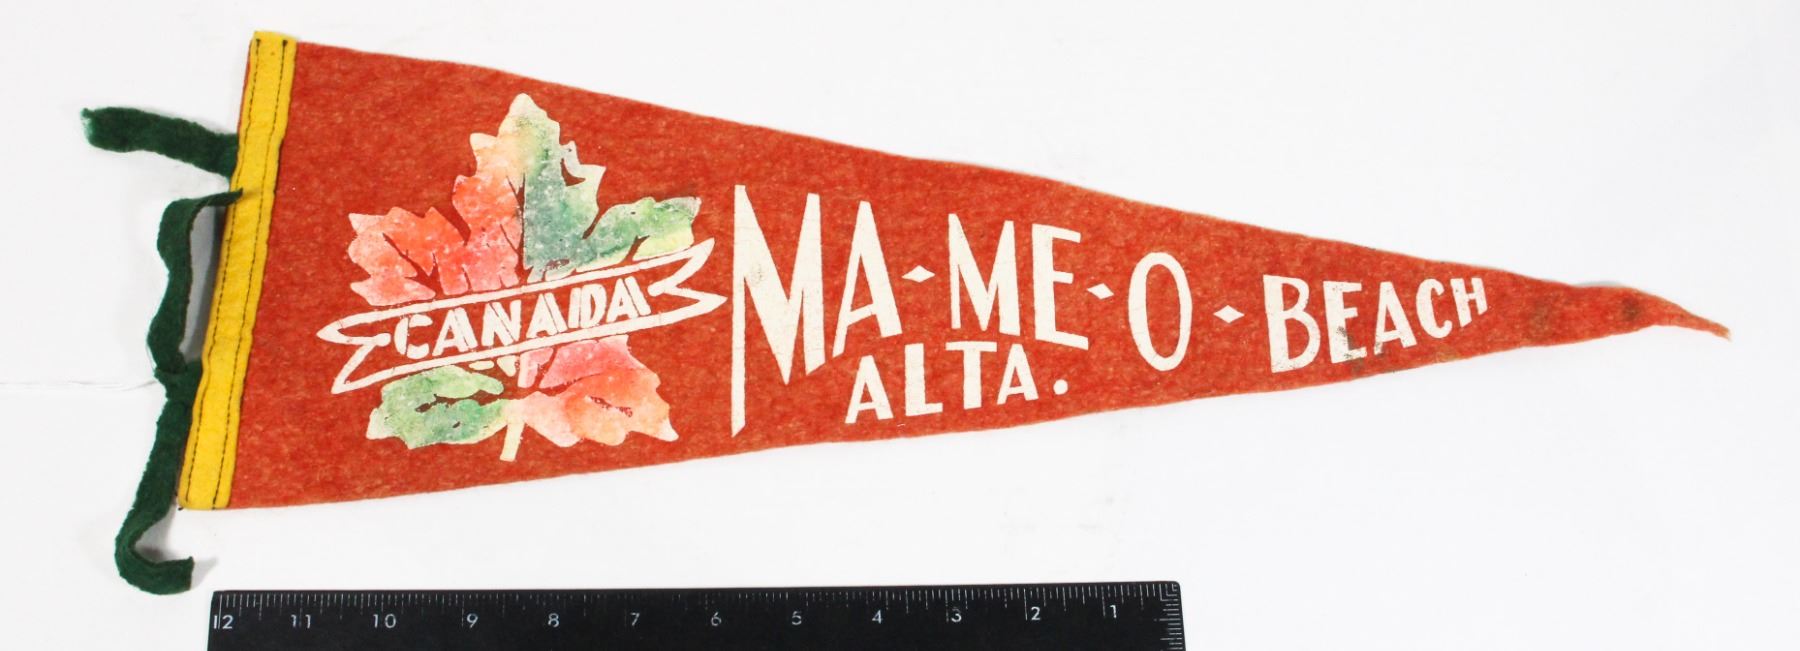 CANADA
MA-ME-O-BEACH
ALTA.
12 11 10 9 8 7 6 5 4 3 2 1